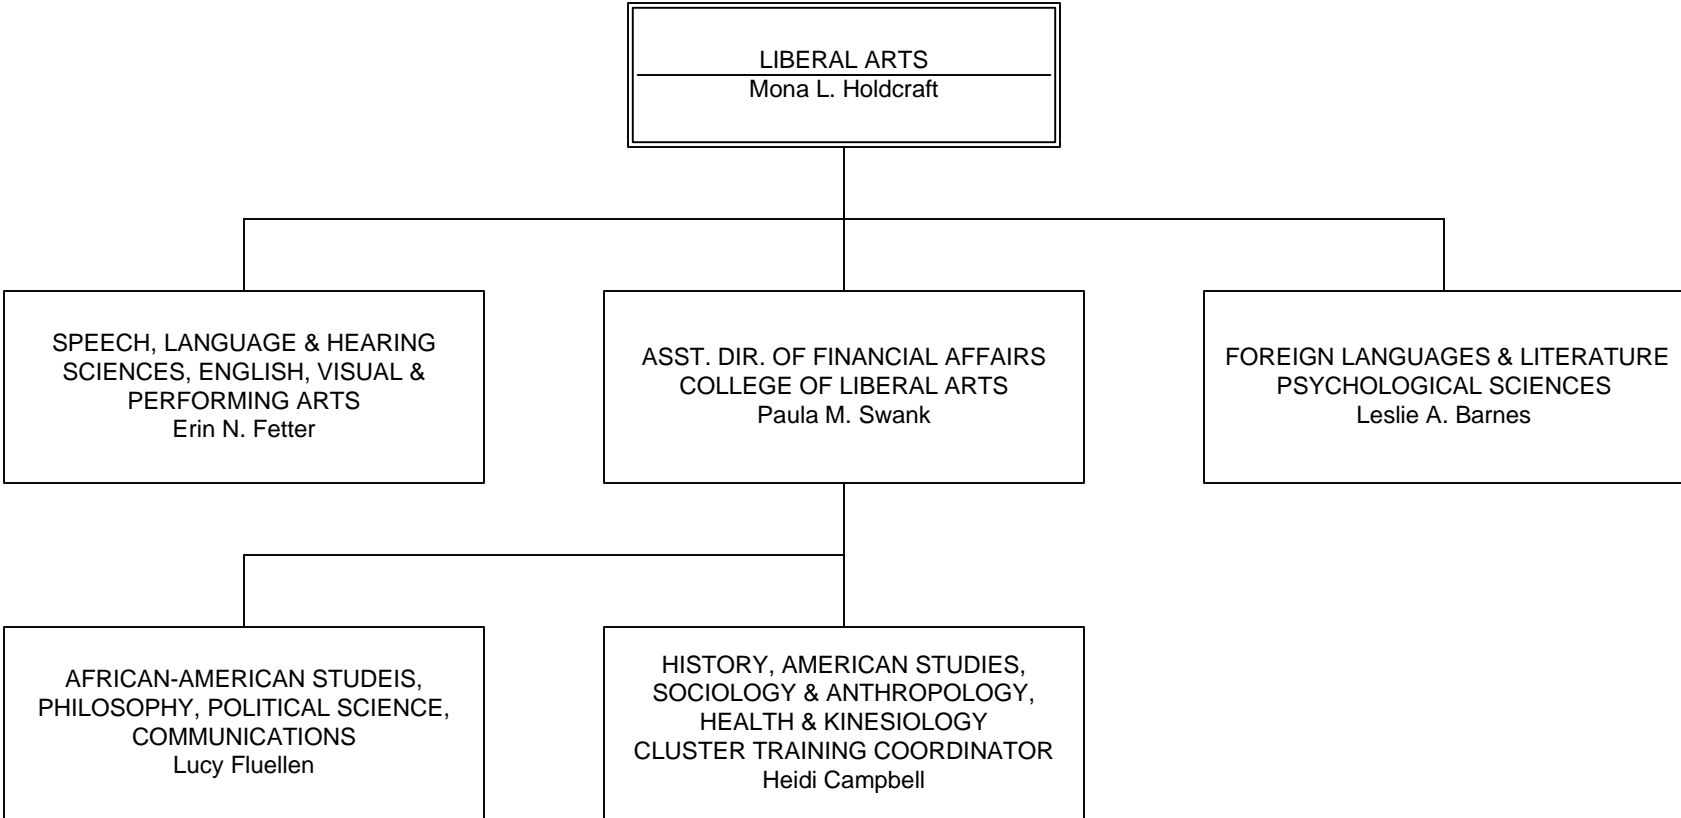 LIBERAL ARTS
Mona L. Holdcraft
SPEECH, LANGUAGE & HEARING
SCIENCES, ENGLISH, VISUAL &
PERFORMING ARTS
Erin N. Fetter
ASST. DIR. OF FINANCIAL AFFAIRS
COLLEGE OF LIBERAL ARTS
Paula M. Swank
FOREIGN LANGUAGES & LITERATURE
PSYCHOLOGICAL SCIENCES
Leslie A. Barnes
AFRICAN-AMERICAN STUDEIS,
PHILOSOPHY, POLITICAL SCIENCE,
COMMUNICATIONS
Lucy Fluellen
HISTORY, AMERICAN STUDIES,
SOCIOLOGY & ANTHROPOLOGY,
HEALTH & KINESIOLOGY
CLUSTER TRAINING COORDINATOR
Heidi Campbell